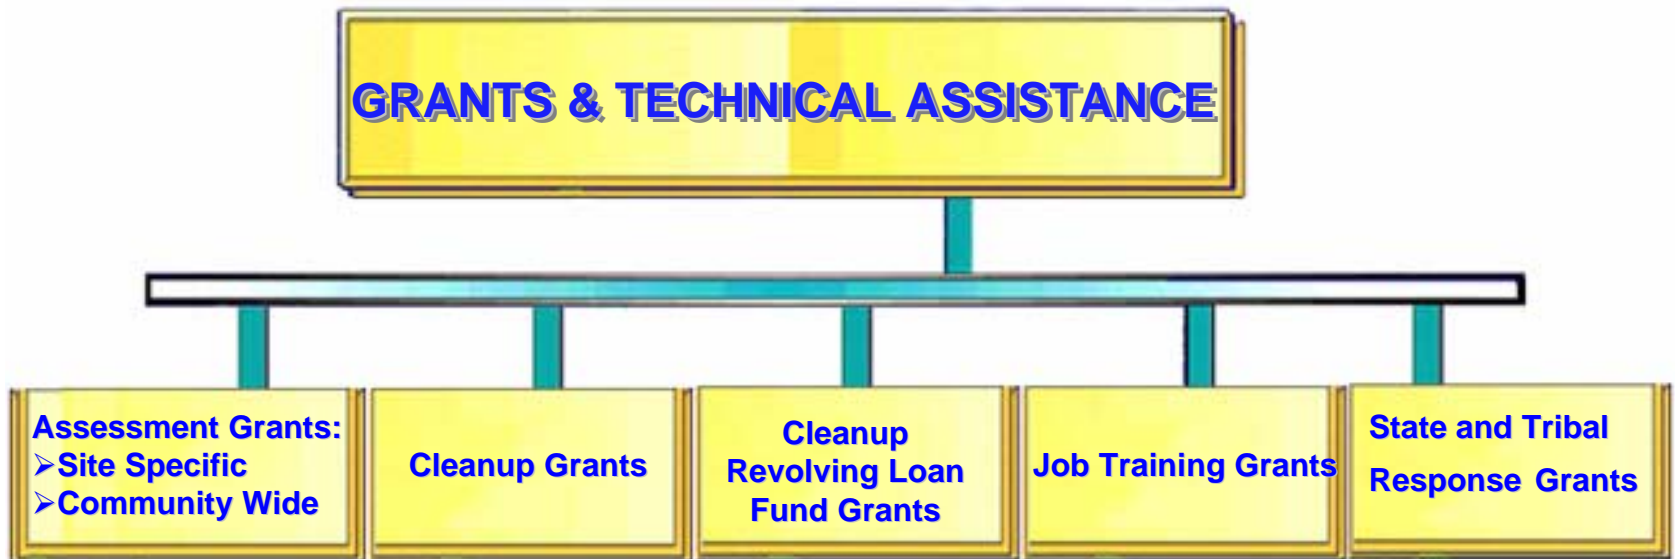 GRANTS & TECHNICAL ASSISTANCE
Assessment Grants:
➢Site Specific
➢Community Wide
Cleanup Grants
Cleanup
Revolving Loan
Fund Grants
Job Training Grants
State and Tribal
Response Grants